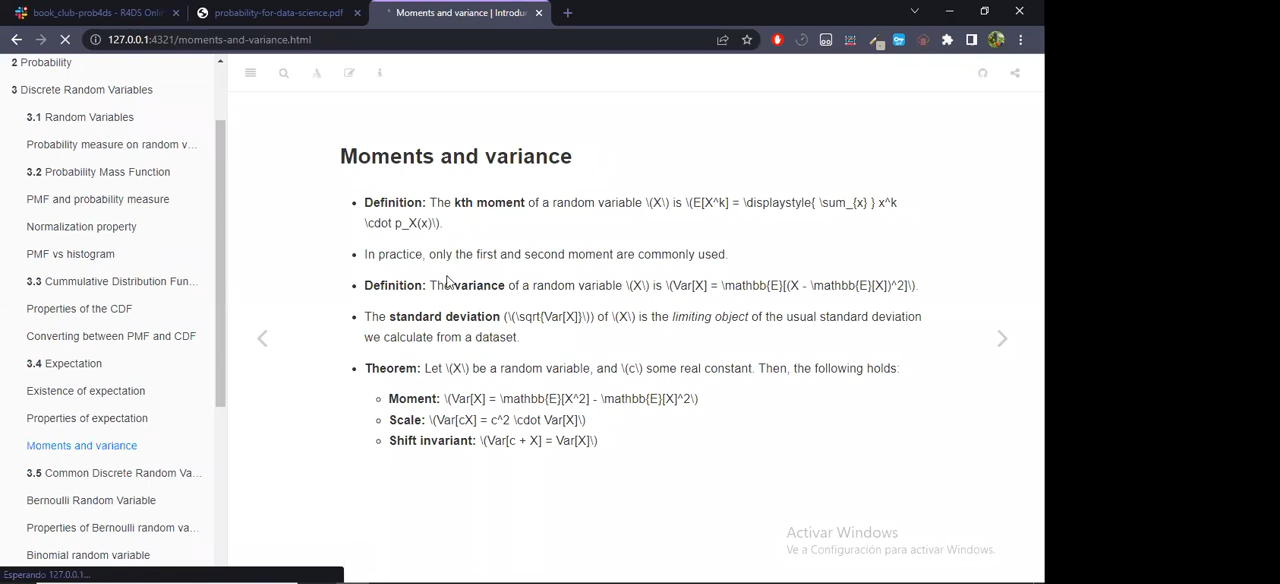 book_club-prob4ds - R4DS Onli
probability-for-data-science.pdf
Moments and variance | Introdu
127.0.0.1:4321/moments-and-variance.html
2 Probability
3 Discrete Random Variables
3.1 Random Variables
Probability measure on random v...
3.2 Probability Mass Function
PMF and probability measure
Normalization property
PMF vs histogram
3.3 Cummulative Distribution Fun...
Properties of the CDF
Converting between PMF and CDF
3.4 Expectation
Existence of expectation
Properties of expectation
Moments and variance
3.5 Common Discrete Random Va...
Bernoulli Random Variable
Properties of Bernoulli random va...
Binomial random variable
Esperando 127.0.0.1...
Moments and variance
Definition: The kth moment of a random variable \(X\) is \(E[X^k] = \displaystyle{ \sum_{x} } x^k
\cdot p_X(x)\).
In practice, only the first and second moment are commonly used.
Definition: The variance of a random variable \(X\) is \(Var[X] = \mathbb{E}[(X - \mathbb{E}[X])^2]\).
The standard deviation (\(\sqrt{Var[X]}\)) of \(X\) is the limiting object of the usual standard deviation
we calculate from a dataset.
Theorem: Let \(X\) be a random variable, and \(c\) some real constant. Then, the following holds:
Moment: \(Var[X] = \mathbb{E}[X^2] - \mathbb{E}[X]^2\)
Scale: \(Var[cX] = c^2 \cdot Var[X]\)
Shift invariant: \(Var[c + X] = Var[X]\)
Activar Windows
Ve a Configuración para activar Windows.